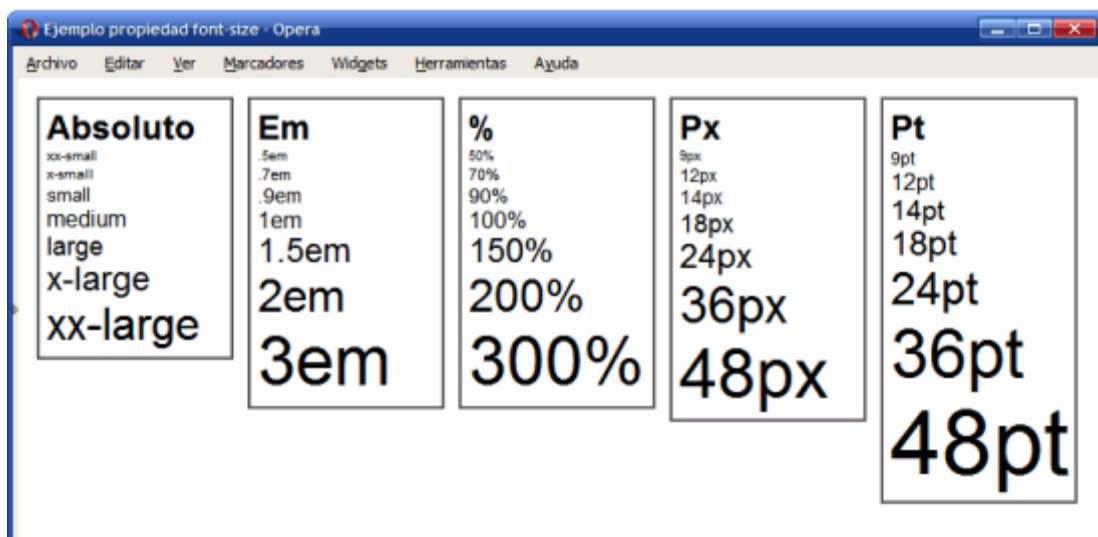 Ejemplo propiedad font-size - Opera
Archivo Editar Ver Marcadores Widgets Herramientas Ayuda
Absoluto
xx-small
x-small
small
medium
large
x-large
xx-large
Em
.5em
.7em
.9em
1em
1.5em
2em
3em
%
50%
70%
90%
100%
150%
200%
300%
Px
9px
12px
14px
18px
24px
36px
48px
Pt
9pt
12pt
14pt
18pt
24pt
36pt
48pt